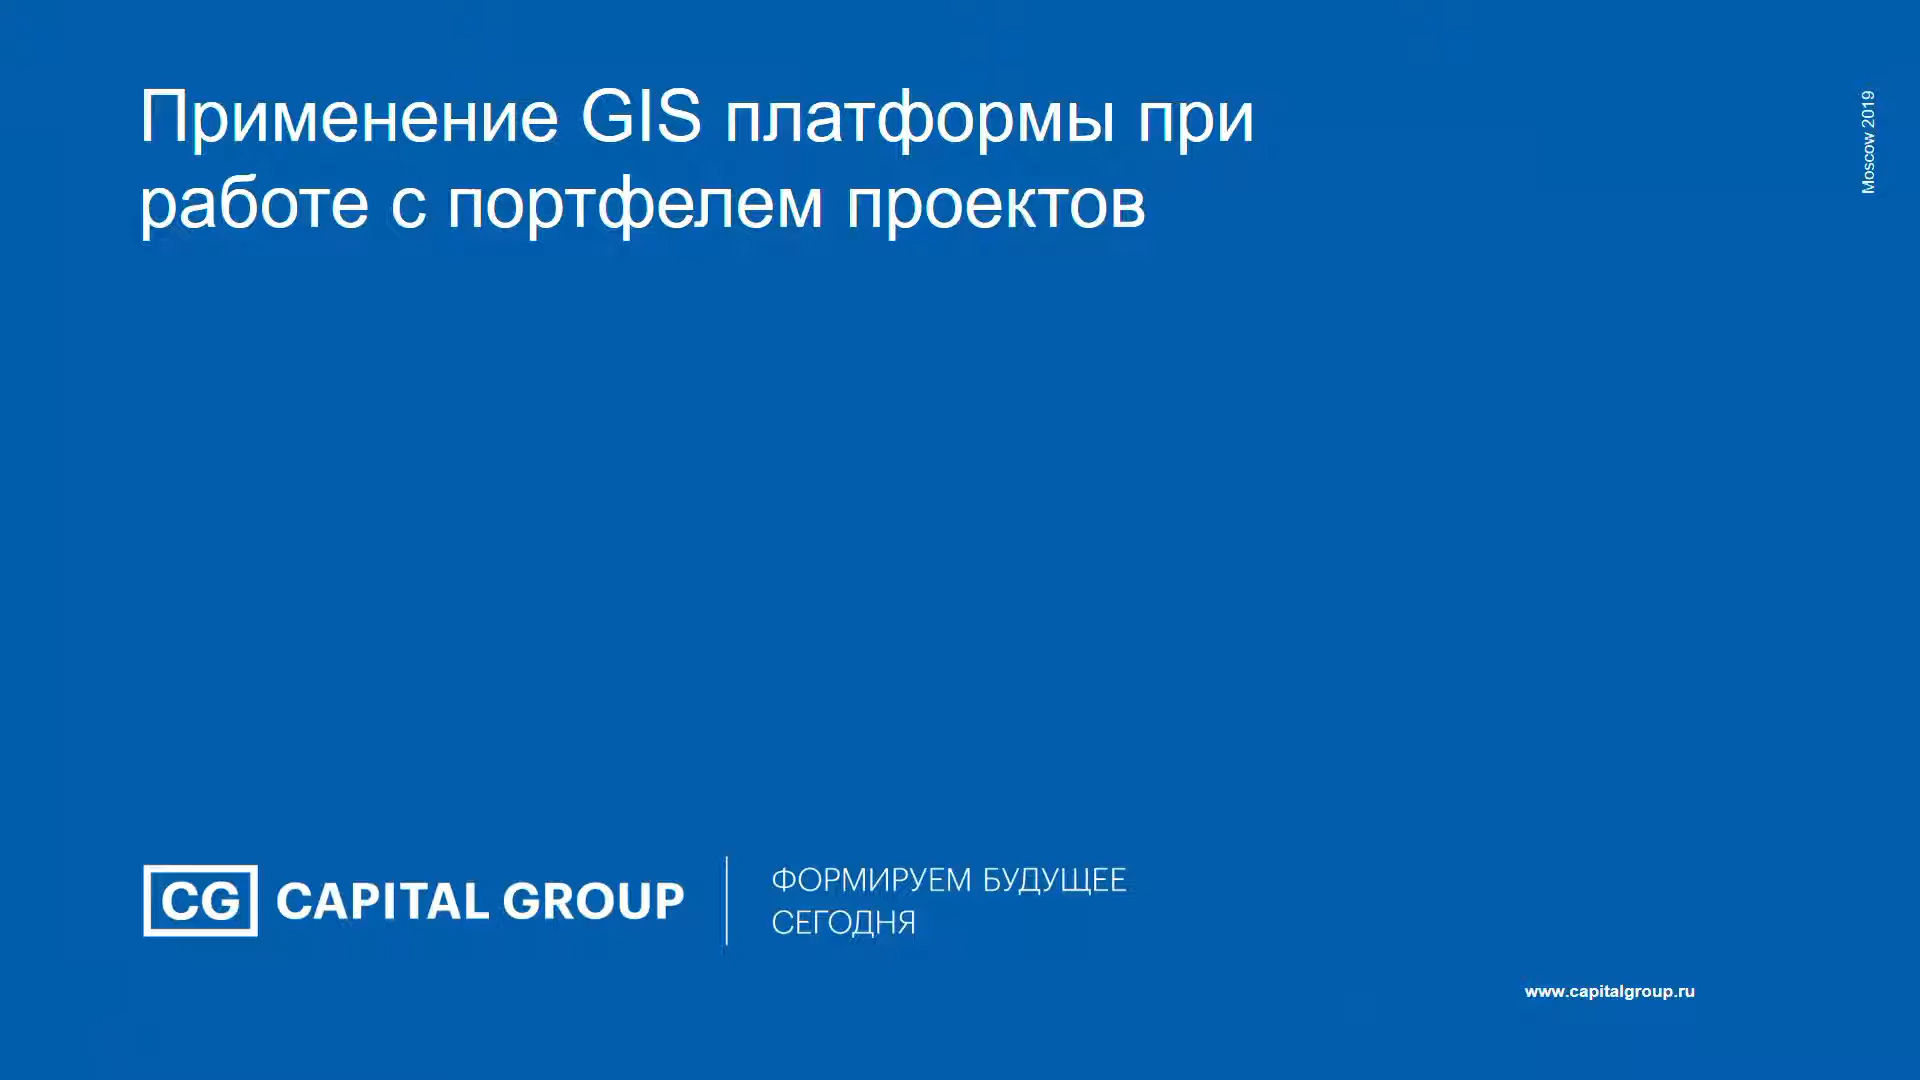 Применение GIS платформы при
работе с портфелем проектов
Moscow 2019
CG CAPITAL GROUP
ФОРМИРУЕМ БУДУЩЕЕ
СЕГОДНЯ
www.capitalgroup.ru